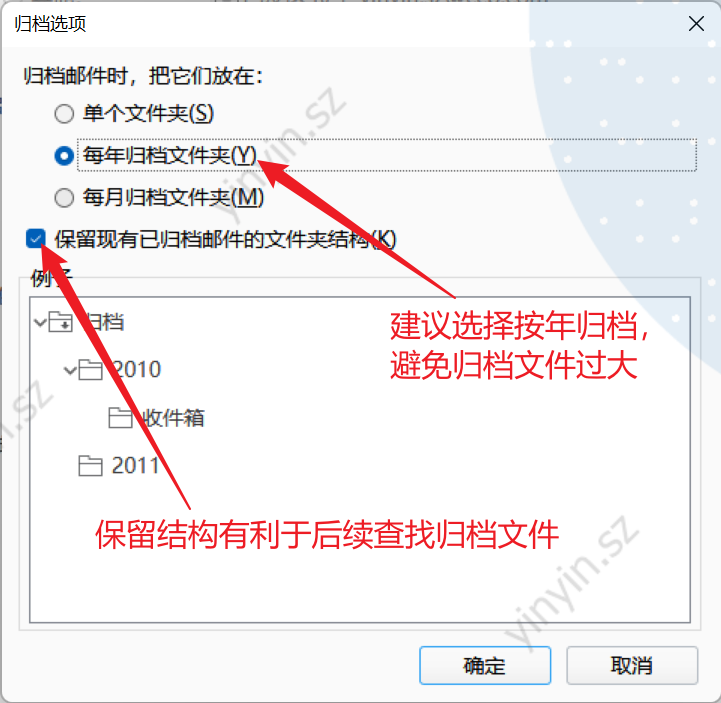 归档选项
归档邮件时，把它们放在：
单个文件夹(S)
每年归档文件夹(Y)
每月归档文件夹(M)
保留现有已归档邮件的文件夹结构(K)
例子
归档
建议选择按年归档，
避免归档文件过大
2010
收件箱
2011
保留结构有利于后续查找归档文件
确定
取消
yinyin.sz
yinyin.sz